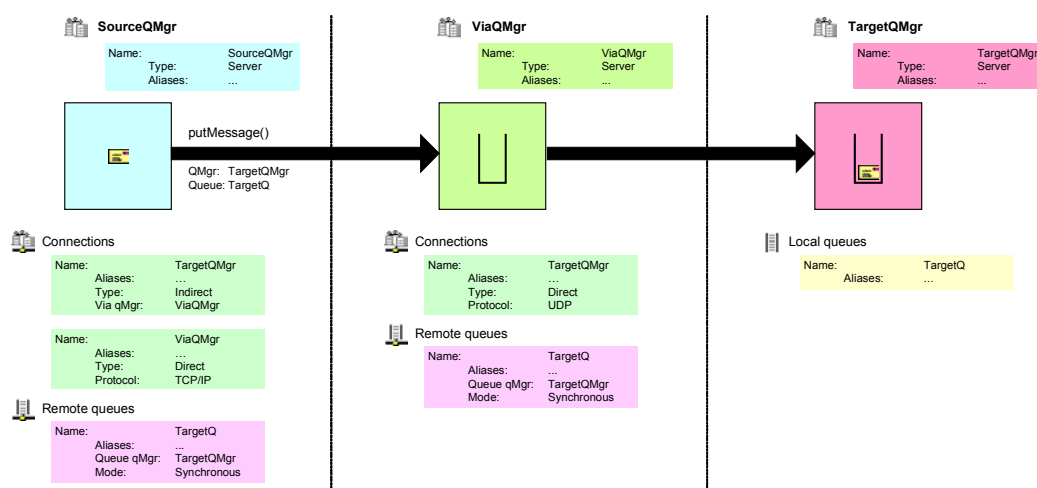 SourceQMgr
Name: SourceQMgr
Type: Server
Aliases: ...
putMessage()
QMgr: TargetQMgr
Queue: TargetQ
Connections
Name: TargetQMgr
Aliases: ...
Type: Indirect
Via qMgr: ViaQMgr
Name: ViaQMgr
Aliases: ...
Type: Direct
Protocol: TCP/IP
Remote queues
Name: TargetQ
Aliases: ...
Queue qMgr: TargetQMgr
Mode: Synchronous
ViaQMgr
Name: ViaQMgr
Type: Server
Aliases: ...
Connections
Name: TargetQMgr
Aliases: ...
Type: Direct
Protocol: UDP
Remote queues
Name: TargetQ
Aliases: ...
Queue qMgr: TargetQMgr
Mode: Synchronous
TargetQMgr
Name: TargetQMgr
Type: Server
Aliases: ...
Local queues
Name: TargetQ
Aliases: ...